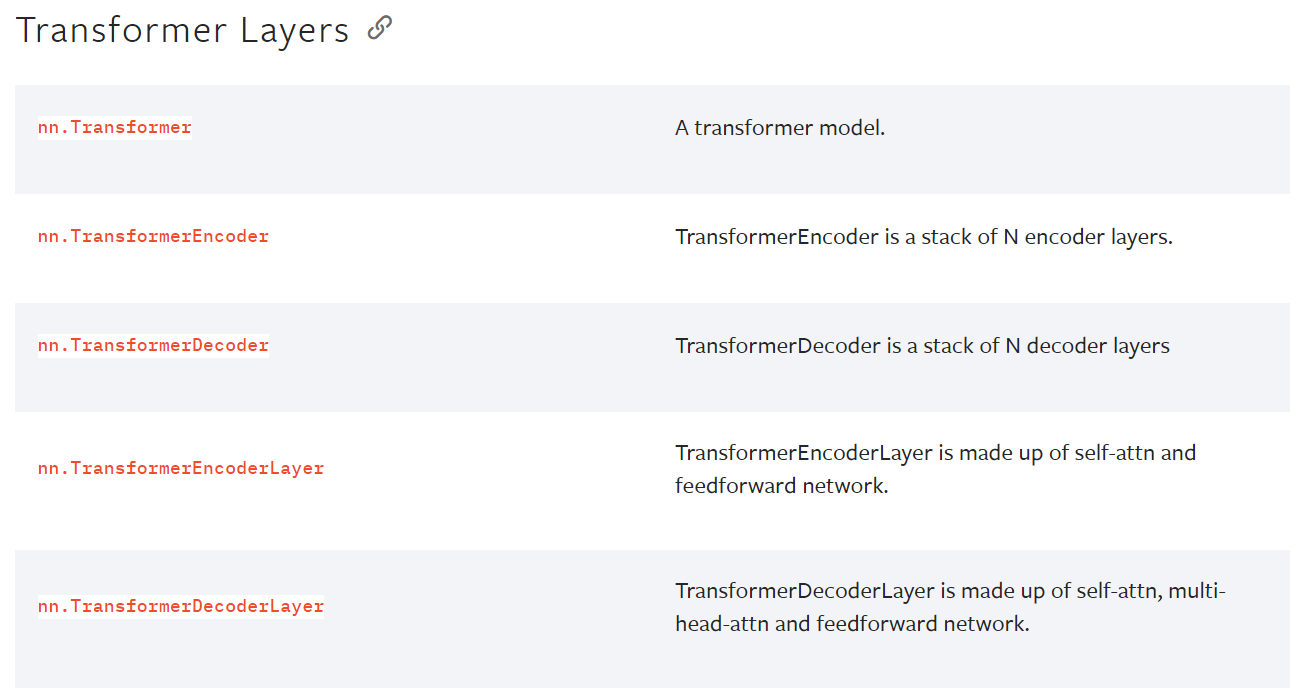 Transformer Layers
nn.Transformer
A transformer model.
nn.TransformerEncoder
TransformerEncoder is a stack of N encoder layers.
nn.TransformerDecoder
TransformerDecoder is a stack of N decoder layers
nn.TransformerEncoderLayer
TransformerEncoderLayer is made up of self-attn and
feedforward network.
nn.TransformerDecoderLayer
TransformerDecoderLayer is made up of self-attn, multi-
head-attn and feedforward network.